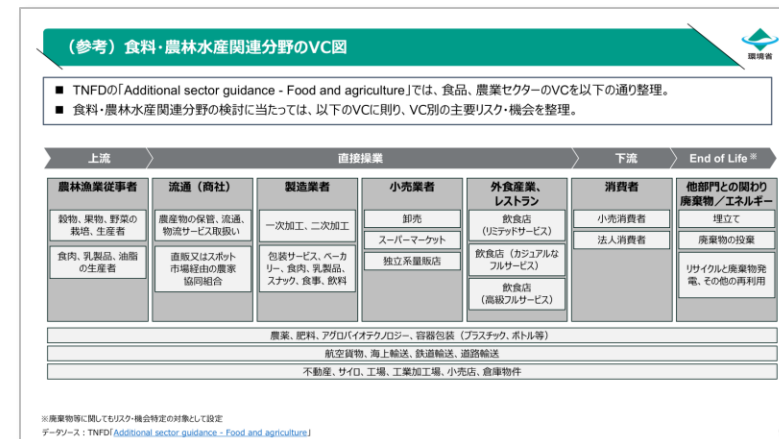 （参考）食料・農林水産関連分野のVC図
環境省
■ TNFDの「Additional sector guidance - Food and agriculture」では、食品、農業セクターのVCを以下の通り整理。
■ 食料・農林水産関連分野の検討に当たっては、以下のVCに則り、VC別の主要リスク・機会を整理。
上流
直接操業
下流
End of Life※
農林漁業従事者
穀物、果物、野菜の
栽培、生産者
食肉、乳製品、油脂
の生産者
流通（商社）
農産物の保管、流通、
物流サービス取扱い
直販又はスポット
市場経由の農家
協同組合
製造業者
一次加工、二次加工
包装サービス、ベーカ
リー、食肉、乳製品、
スナック、食事、飲料
小売業者
卸売
スーパーマーケット
独立系量販店
外食産業、
レストラン
飲食店
（リミテッドサービス）
飲食店（カジュアルな
フルサービス）
飲食店
（高級フルサービス）
消費者
小売消費者
法人消費者
他部門との関わり
廃棄物／エネルギー
埋立て
廃棄物の投棄
リサイクルと廃棄物発
電、その他の再利用
農薬、肥料、アグロバイオテクノロジー、容器包装（プラスチック、ボトル等）
航空貨物、海上輸送、鉄道輸送、道路輸送
不動産、サイロ、工場、工業加工場、小売店、倉庫物件
※廃棄物等に関してもリスク・機会特定の対象として設定
データソース：TNFD「Additional sector guidance - Food and agriculture」